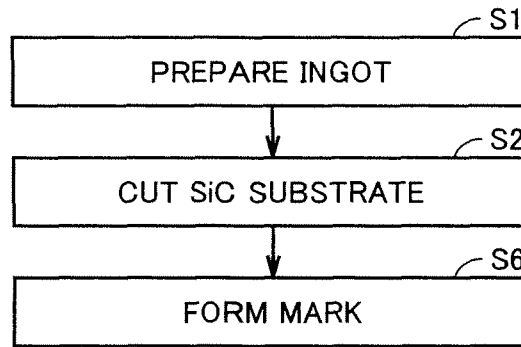 S1
PREPARE INGOT
S2
CUT SiC SUBSTRATE
S6
FORM MARK